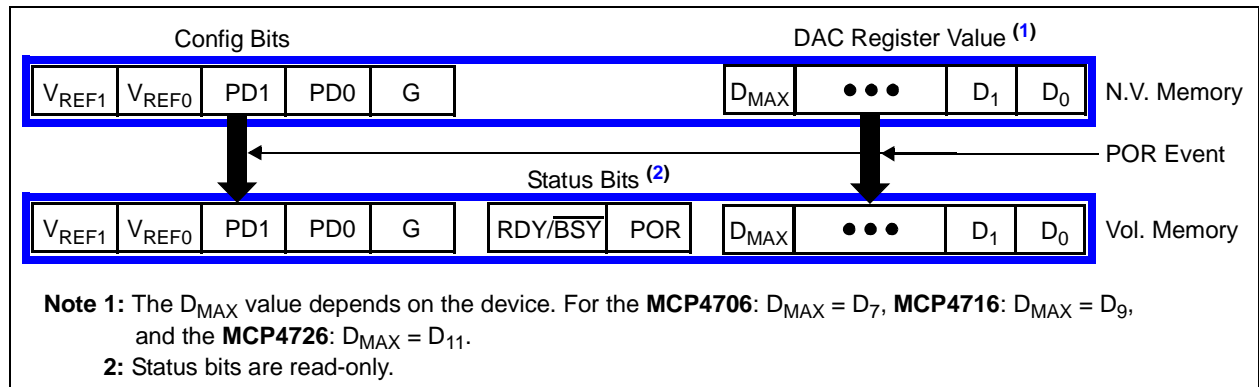 Config Bits DAC Register Value (1)
VREF1 VREF0 PD1 PD0 G DMAX ●●● D1 D0 N.V. Memory
POR Event
Status Bits (2)
VREF1 VREF0 PD1 PD0 G RDY/B̅S̅Y̅ POR DMAX ●●● D1 D0 Vol. Memory
Note 1: The DMAX value depends on the device. For the MCP4706: DMAX = D7, MCP4716: DMAX = D9,
and the MCP4726: DMAX = D11.
2: Status bits are read-only.